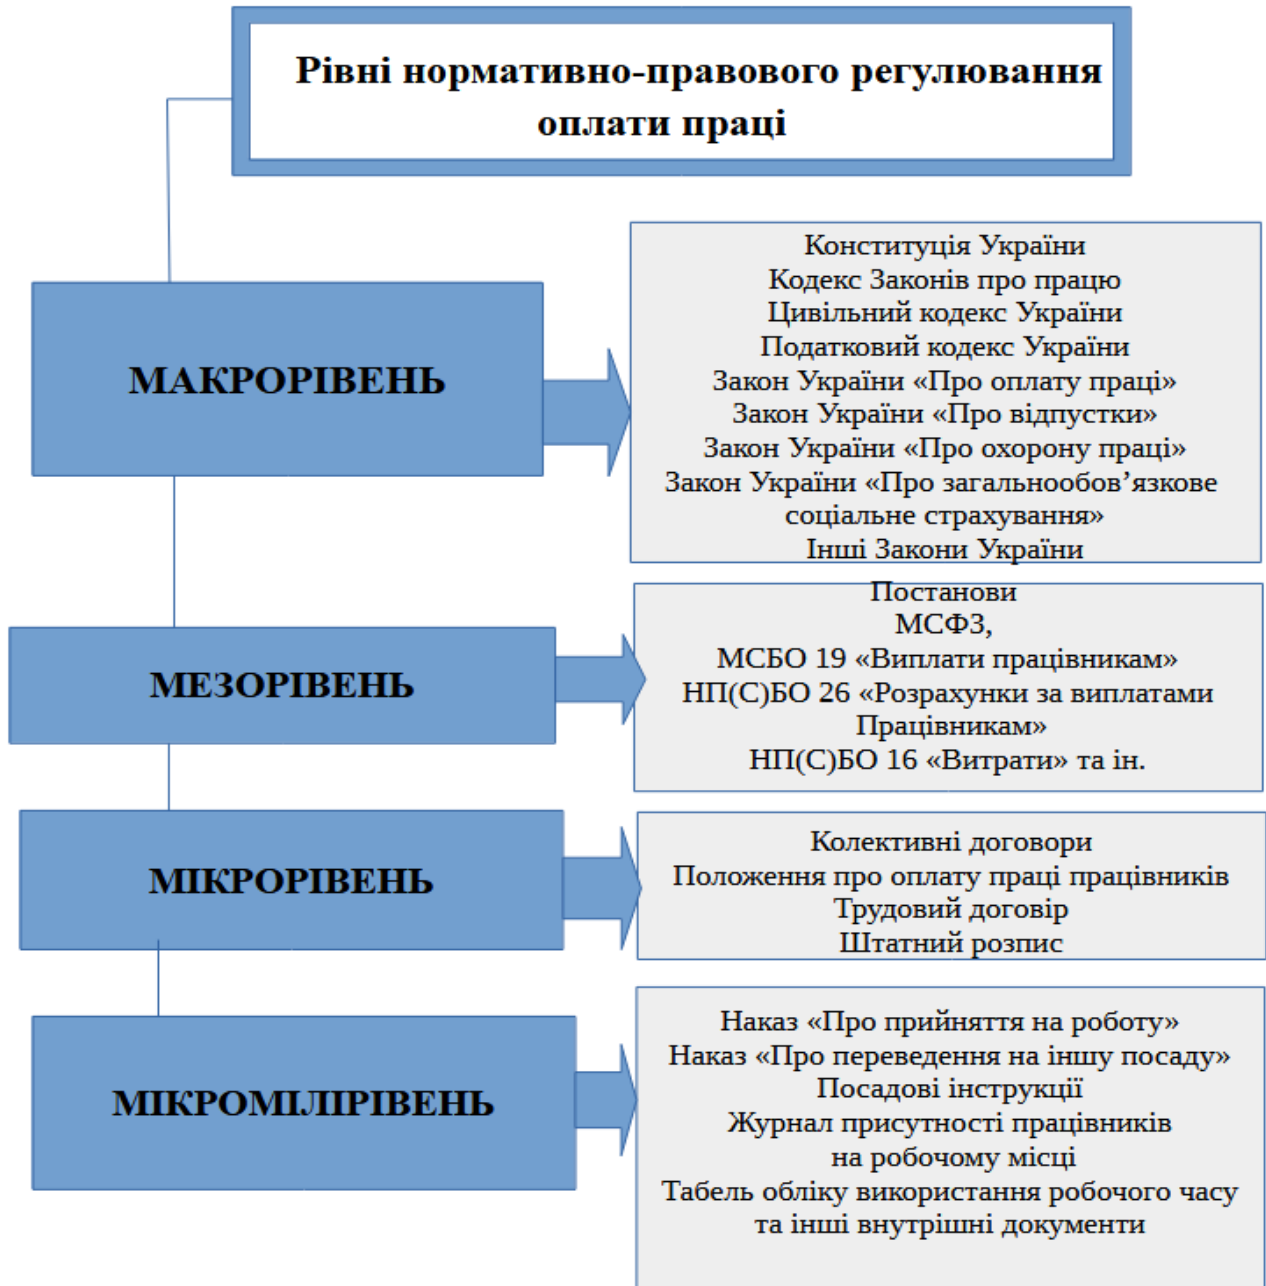 Рівні нормативно-правового регулювання
оплати праці
МАКРОРІВЕНЬ
Конституція України
Кодекс Законів про працю
Цивільний кодекс України
Податковий кодекс України
Закон України «Про оплату праці»
Закон України «Про відпустки»
Закон України «Про охорону праці»
Закон України «Про загальнообов’язкове
соціальне страхування»
Інші Закони України
МЕЗОРІВЕНЬ
Постанови
МСФЗ,
МСБО 19 «Виплати працівникам»
НП(С)БО 26 «Розрахунки за виплатами
Працівникам»
НП(С)БО 16 «Витрати» та ін.
МІКРОРІВЕНЬ
Колективні договори
Положення про оплату праці працівників
Трудовий договір
Штатний розпис
МІКРОМІЛІРІВЕНЬ
Наказ «Про прийняття на роботу»
Наказ «Про переведення на іншу посаду»
Посадові інструкції
Журнал присутності працівників
на робочому місці
Табель обліку використання робочого часу
та інші внутрішні документи